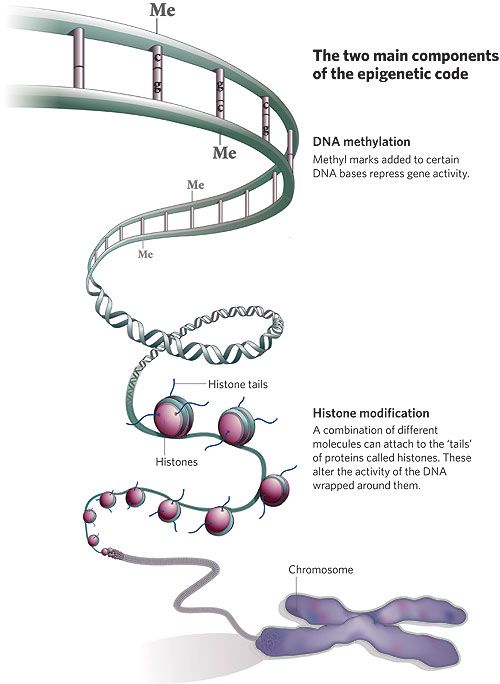 Me
The two main components
of the epigenetic code
c
g
g
c
c
g
DNA methylation
Methyl marks added to certain
DNA bases repress gene activity.
Me
Me
Me
Histone tails
Histones
Histone modification
A combination of different
molecules can attach to the ‘tails’
of proteins called histones. These
alter the activity of the DNA
wrapped around them.
Chromosome